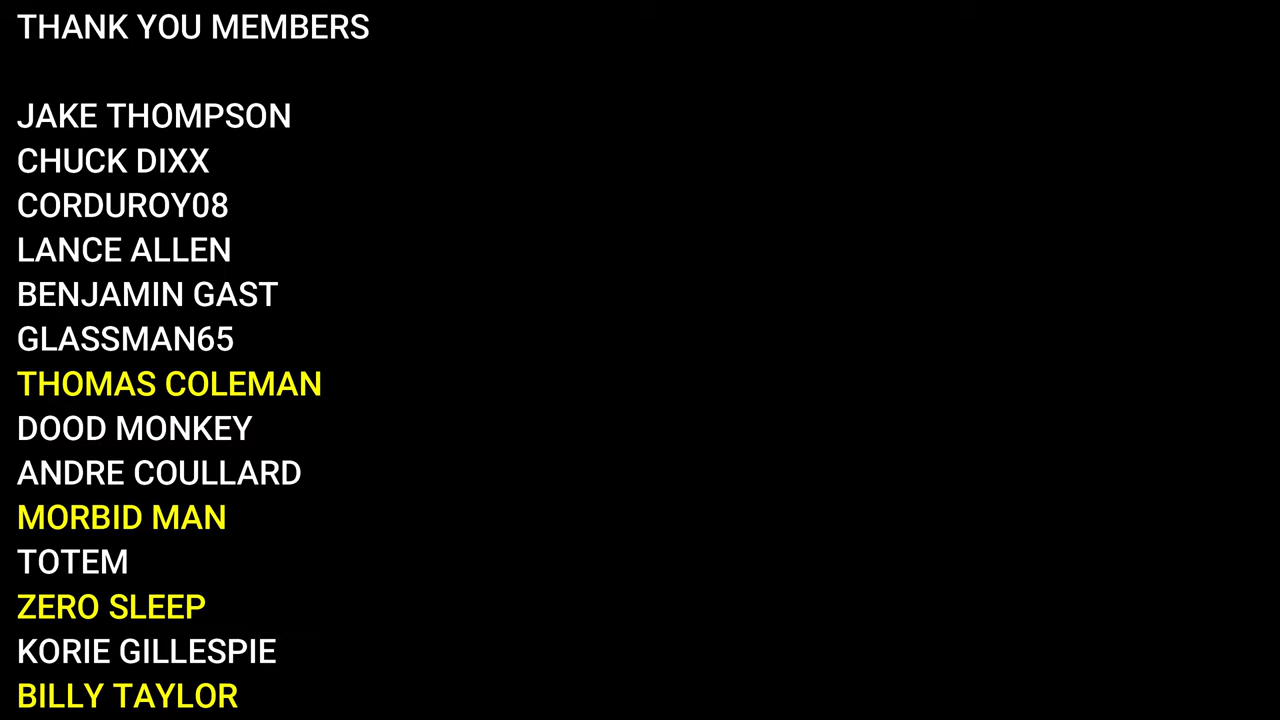 THANK YOU MEMBERS
JAKE THOMPSON
CHUCK DIXX
CORDUROY08
LANCE ALLEN
BENJAMIN GAST
GLASSMAN65
THOMAS COLEMAN
DOOD MONKEY
ANDRE COULLARD
MORBID MAN
TOTEM
ZERO SLEEP
KORIE GILLESPIE
BILLY TAYLOR